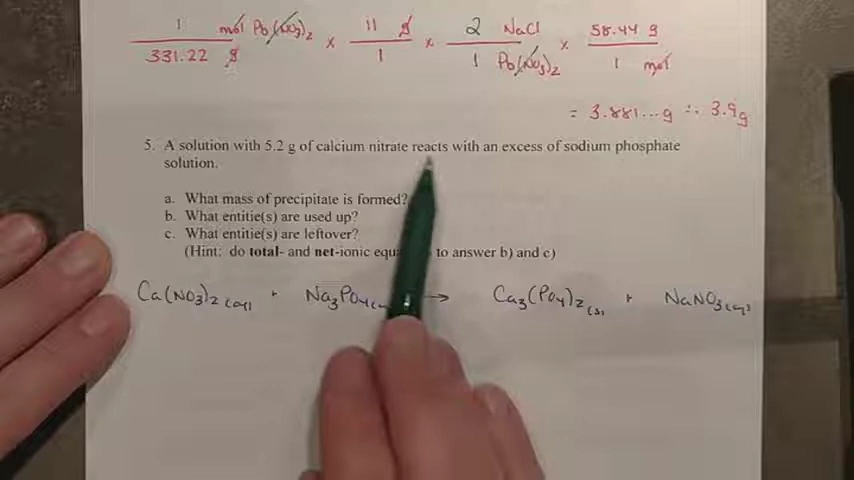 1 mol Pb(NO3)2 / 331.22 g × 11 g / 1 × 2 NaCl / 1 Pb(NO3)2 × 58.44 g / 1 mol
= 3.881...g ∴ 3.9g
5. A solution with 5.2 g of calcium nitrate reacts with an excess of sodium phosphate
solution.
a. What mass of precipitate is formed?
b. What entitie(s) are used up?
c. What entitie(s) are leftover?
(Hint: do total- and net-ionic to answer b) and c)
Ca(NO3)2(aq) + Na3PO4 → Ca3(PO4)2(s) + NaNO3(aq)